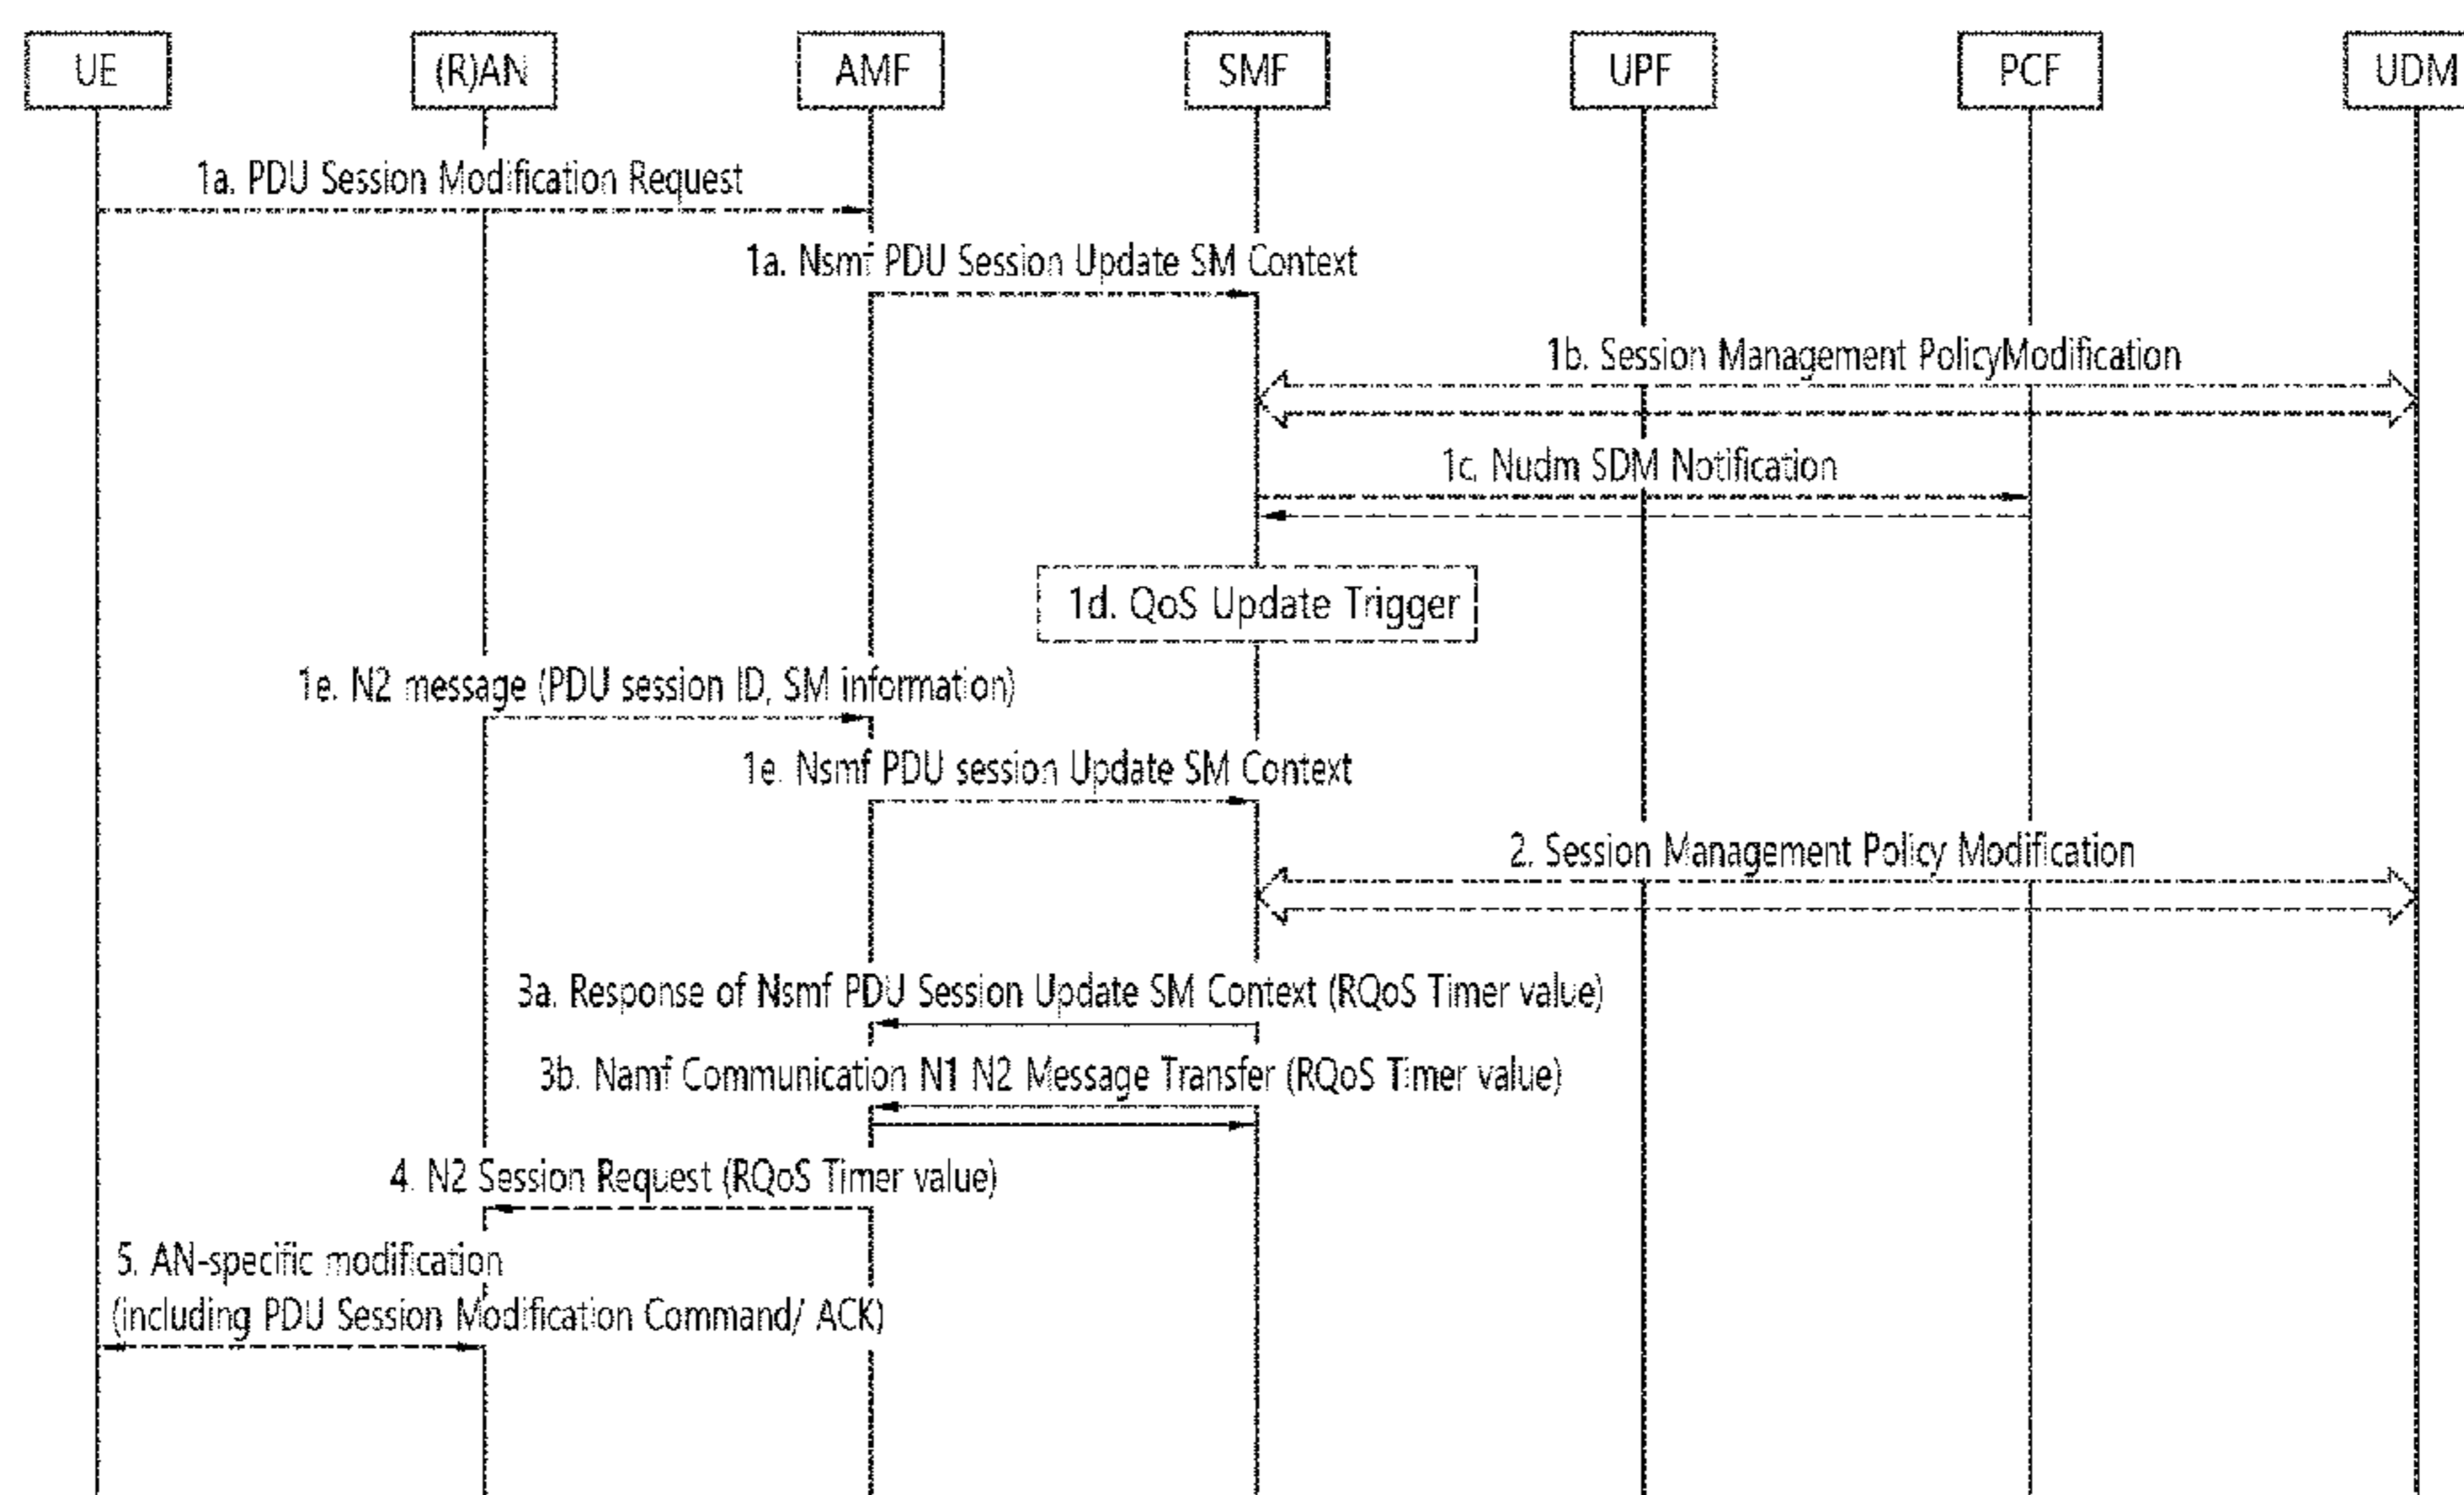 UE
(R)AN
AMF
SMF
UPF
PCF
UDM
1a. PDU Session Modification Request
1a. Nsmf PDU Session Update SM Context
1b. Session Management PolicyModification
1c. Nudm SDM Notification
1d. QoS Update Trigger
1e. N2 message (PDU session ID, SM information)
1e. Nsmf PDU session Update SM Context
2. Session Management Policy Modification
3a. Response of Nsmf PDU Session Update SM Context (RQoS Timer value)
3b. Namf Communication N1 N2 Message Transfer (RQoS Timer value)
4. N2 Session Request (RQoS Timer value)
5. AN-specific modification
(including PDU Session Modification Command/ ACK)